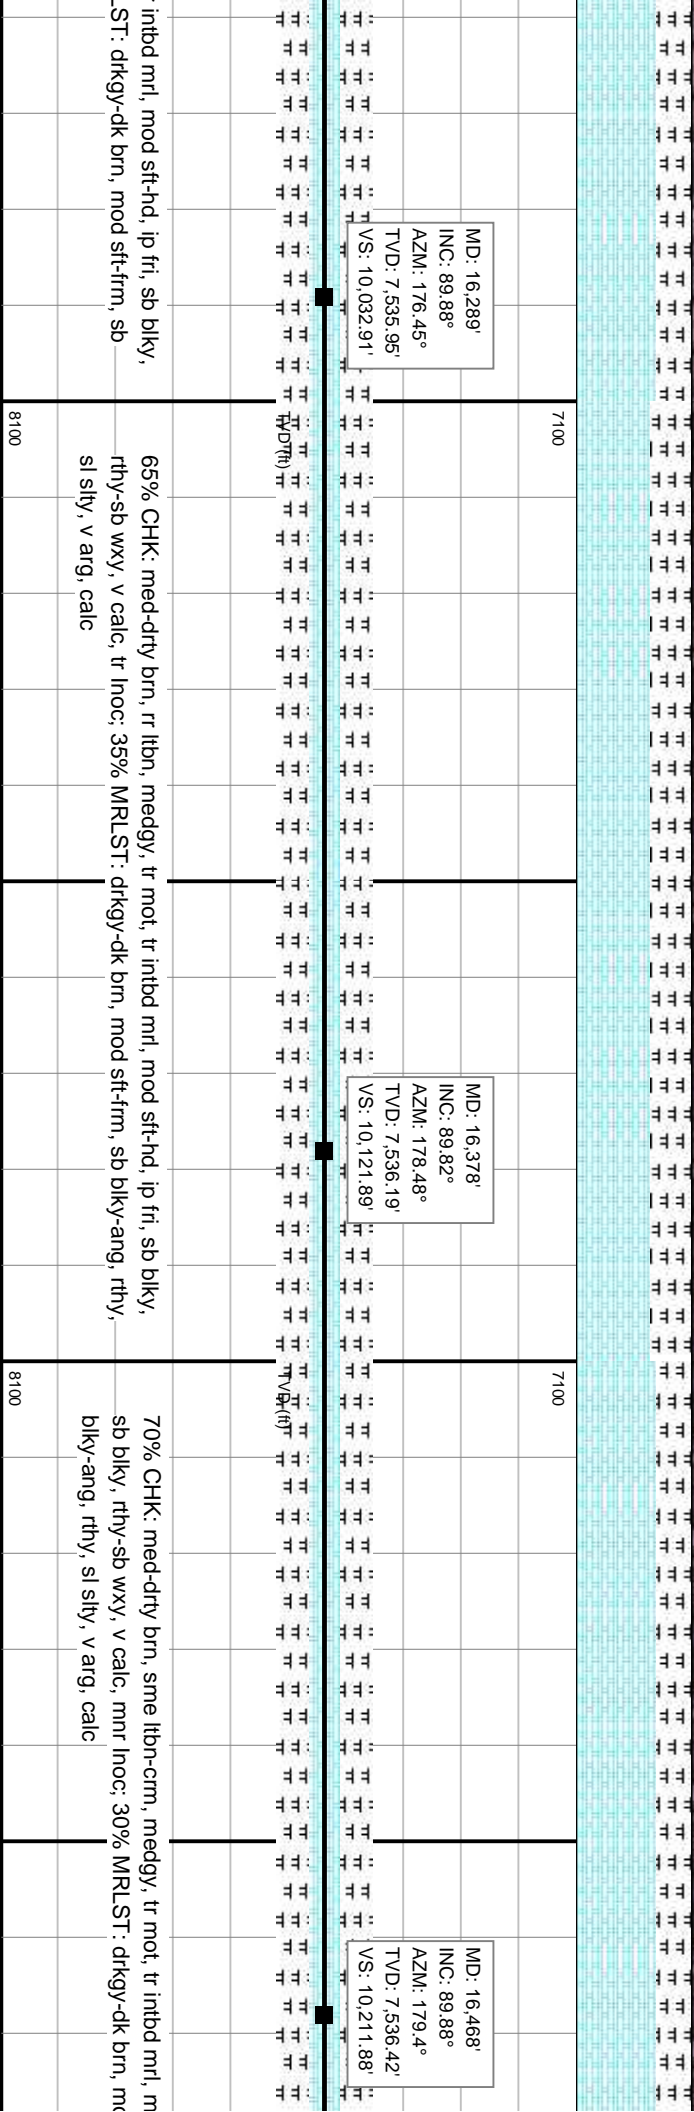 r intbd mrl, mod sft-hd, ip fri, sb blky,
LST: drkgy-dk brn, mod sft-frm, sb
MD: 16,289'
INC: 89.88°
AZM: 176.45°
TVD: 7,535.95'
VS: 10,032.91'
7100
TVD (ft)
8100
65% CHK: med-drty brn, rr ltbn, medgy, tr mot, tr intbd mrl, mod sft-hd, ip fri, sb blky,
rthy-sb wxy, v calc, tr Inoc; 35% MRLST: drkgy-dk brn, mod sft-frm, sb blky-ang, rthy,
sl slty, v arg, calc
MD: 16,378'
INC: 89.82°
AZM: 178.48°
TVD: 7,536.19'
VS: 10,121.89'
7100
TVD (ft)
8100
70% CHK: med-drty brn, sme ltbn-crm, medgy, tr mot, tr intbd mrl, m
sb blky, rthy-sb wxy, v calc, mnr Inoc; 30% MRLST: drkgy-dk brn, mo
blky-ang, rthy, sl slty, v arg, calc
MD: 16,468'
INC: 89.88°
AZM: 179.4°
TVD: 7,536.42'
VS: 10,211.88'